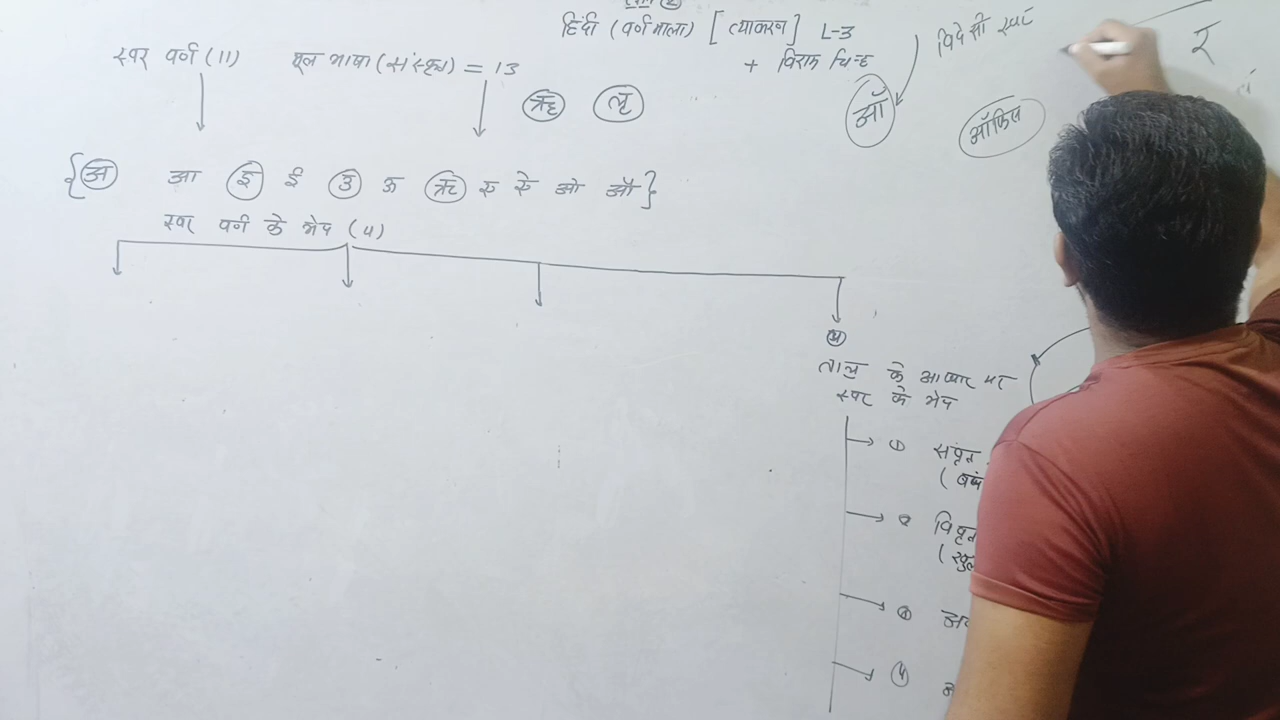 हिंदी (वर्णमाला) [व्याकरण] L-3
+ विराम चिन्ह
विदेशी स्वर
र
स्वर वर्ण (11) मूल भाषा (संस्कृत) = 13
ॠ लृ
ऑ
ऑफिस
{अ आ इ ई उ ऊ ऋ ए ऐ ओ औ}
स्वर वर्ण के भेद (4)
तालु के आधार पर
स्वर के भेद
① संवृत
② विवृत
③
④